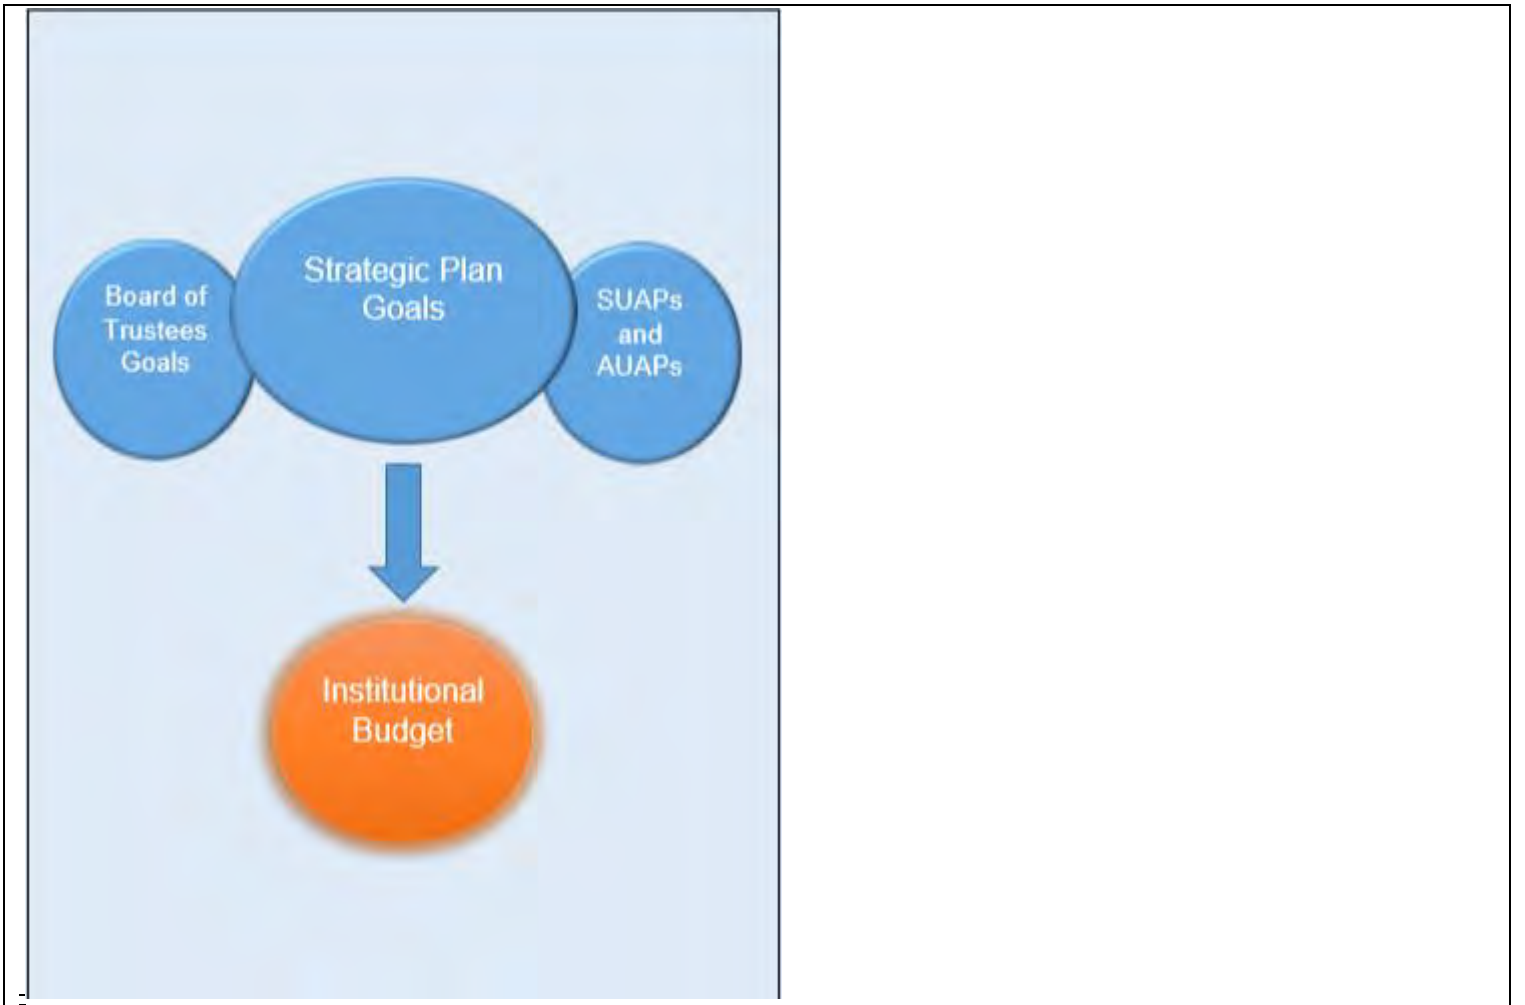 Strategic Plan
Goals
Board of
Trustees
Goals
SUAPs
and
AUAPs
Institutional
Budget